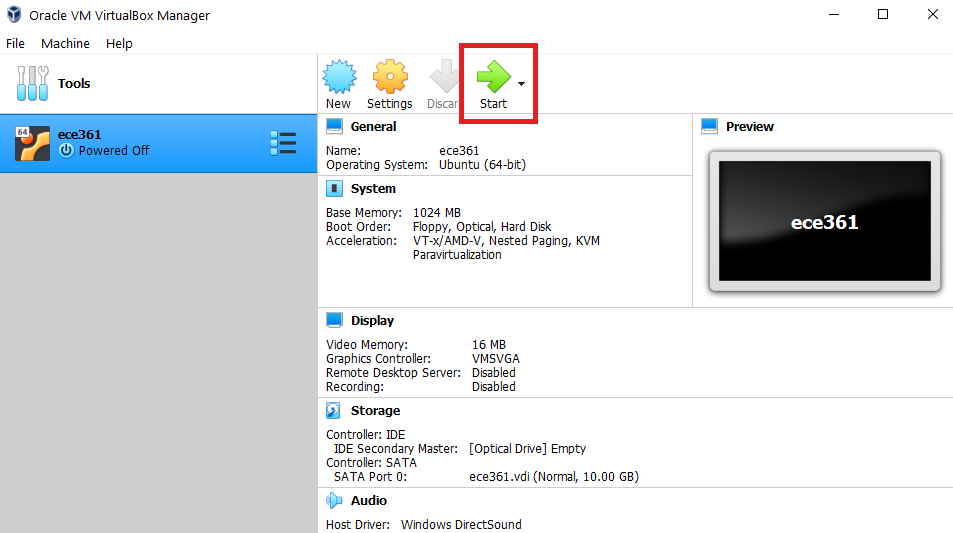 Oracle VM VirtualBox Manager
File Machine Help
Tools
New Settings Discar Start
64
ece361
Powered Off
General
Name: ece361
Operating System: Ubuntu (64-bit)
Preview
ece361
System
Base Memory: 1024 MB
Boot Order: Floppy, Optical, Hard Disk
Acceleration: VT-x/AMD-V, Nested Paging, KVM
Paravirtualization
Display
Video Memory: 16 MB
Graphics Controller: VMSVGA
Remote Desktop Server: Disabled
Recording: Disabled
Storage
Controller: IDE
IDE Secondary Master: [Optical Drive] Empty
Controller: SATA
SATA Port 0: ece361.vdi (Normal, 10.00 GB)
Audio
Host Driver: Windows DirectSound